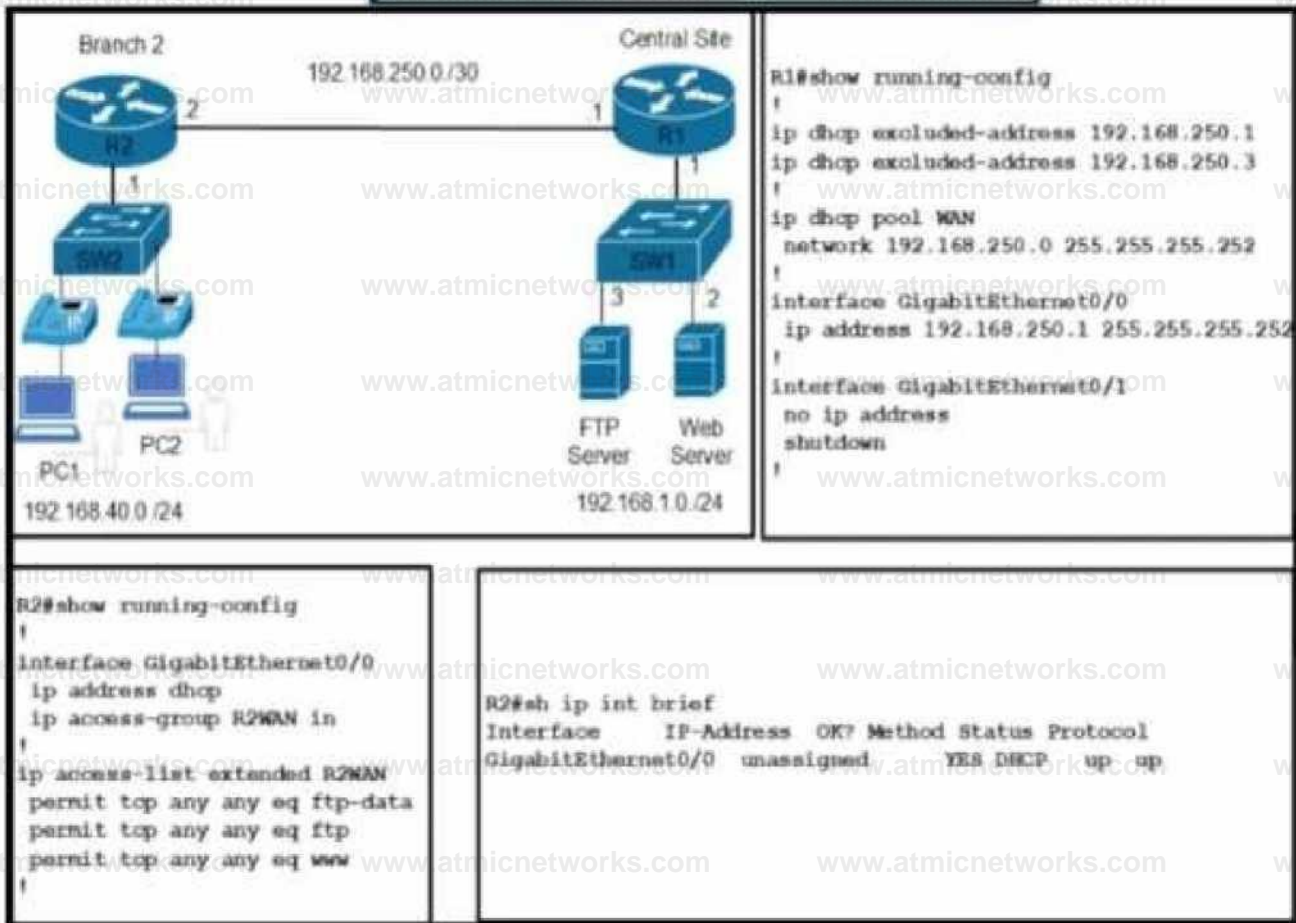 Branch 2
Central Site
192.168.250.0./30
2
.1
R2
R1
.1
1
SW2
SW1
3
2
FTP Server
Web Server
PC2
PC1
192.168.40.0 /24
192.168.1.0./24
R1#show running-config
!
ip dhcp excluded-address 192.168.250.1
ip dhcp excluded-address 192.168.250.3
!
ip dhcp pool WAN
network 192.168.250.0 255.255.255.252
!
interface GigabitEthernet0/0
ip address 192.168.250.1 255.255.255.252
!
interface GigabitEthernet0/1
no ip address
shutdown
!
R2#show running-config
!
interface GigabitEthernet0/0
ip address dhcp
ip access-group R2WAN in
!
ip access-list extended R2WAN
permit tcp any any eq ftp-data
permit tcp any any eq ftp
permit tcp any any eq www
!
R2#sh ip int brief
Interface IP-Address OK? Method Status Protocol
GigabitEthernet0/0 unassigned YES DHCP up up
www.atmicnetworks.com